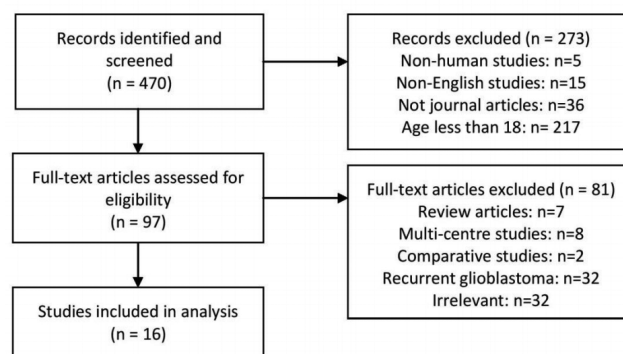 Records identified and
screened
(n = 470)
Records excluded (n = 273)
Non-human studies: n=5
Non-English studies: n=15
Not journal articles: n=36
Age less than 18: n= 217
Full-text articles assessed for
eligibility
(n = 97)
Full-text articles excluded (n = 81)
Review articles: n=7
Multi-centre studies: n=8
Comparative studies: n=2
Recurrent glioblastoma: n=32
Irrelevant: n=32
Studies included in analysis
(n = 16)